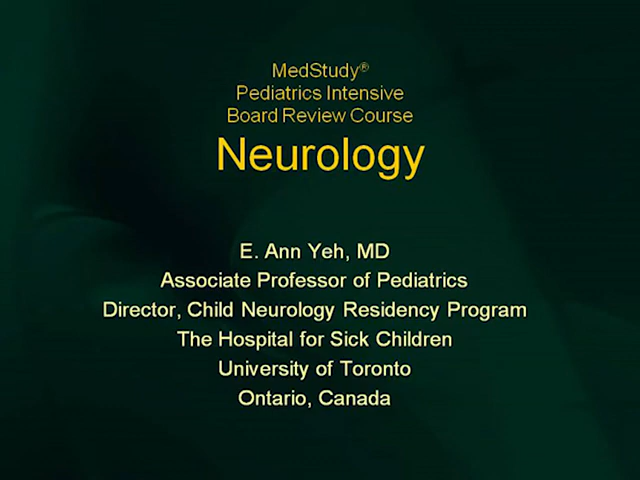 MedStudy®
Pediatrics Intensive
Board Review Course
Neurology
E. Ann Yeh, MD
Associate Professor of Pediatrics
Director, Child Neurology Residency Program
The Hospital for Sick Children
University of Toronto
Ontario, Canada